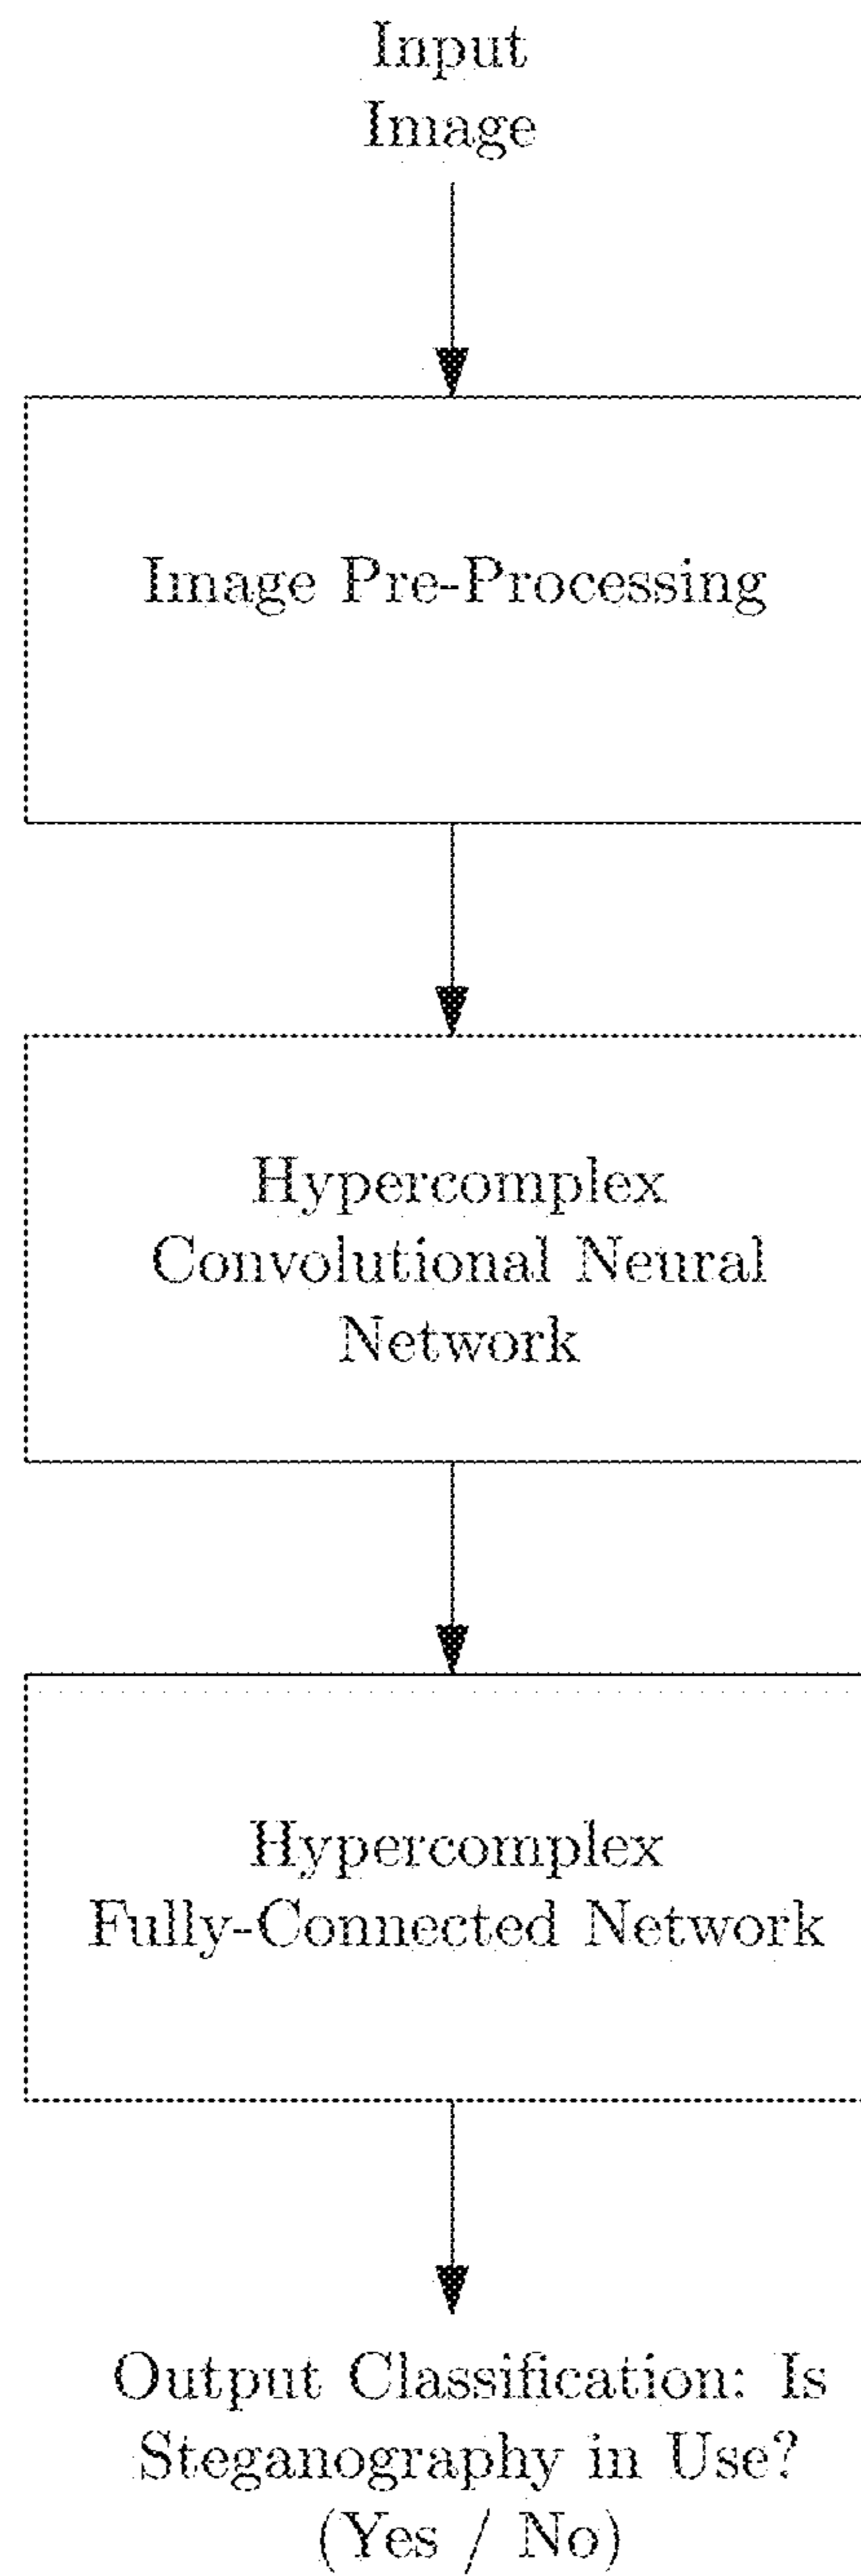 Input
Image
Image Pre-Processing
Hypercomplex
Convolutional Neural
Network
Hypercomplex
Fully-Connected Network
Output Classification: Is
Steganography in Use?
(Yes / No)